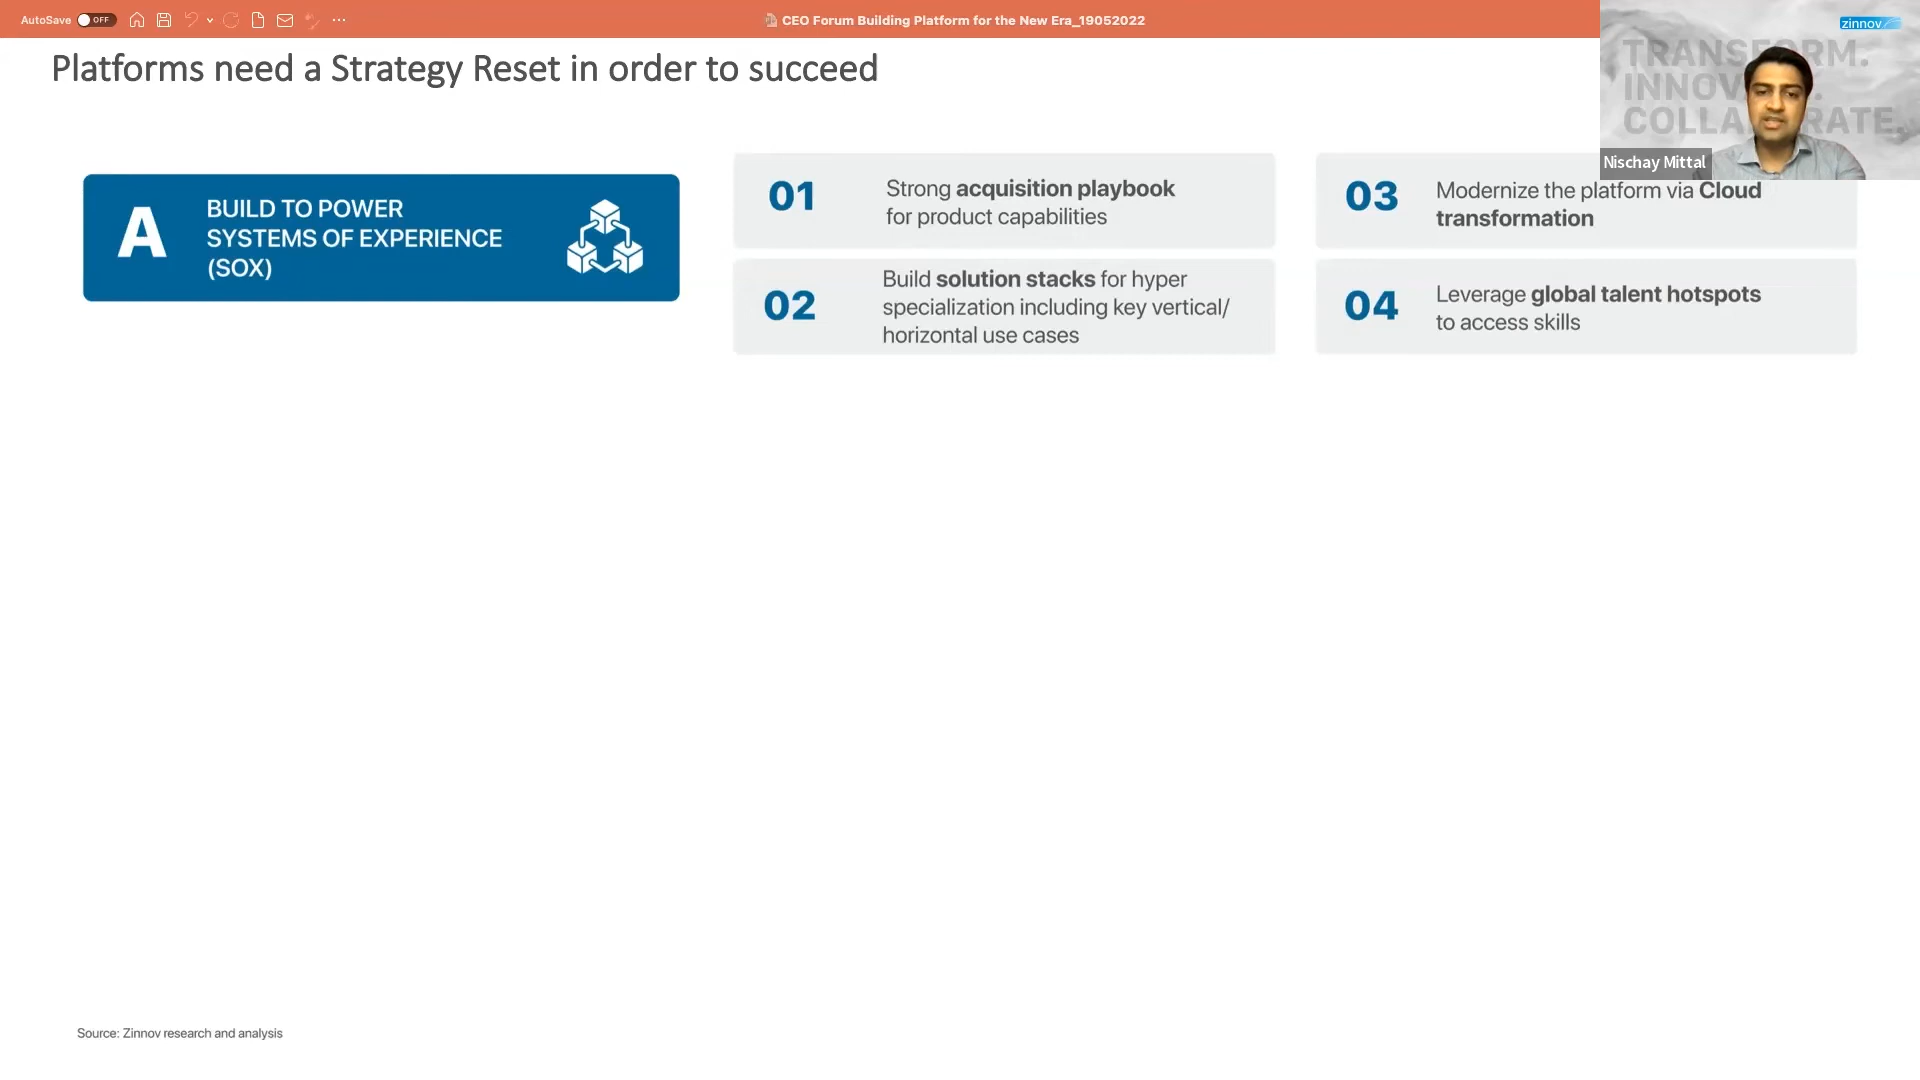 AutoSave OFF
CEO Forum Building Platform for the New Era_19052022
zinnov
TRANSFORM.
Nischay Mittal
Platforms need a Strategy Reset in order to succeed
A
BUILD TO POWER
SYSTEMS OF EXPERIENCE
(SOX)
01
Strong acquisition playbook
for product capabilities
02
Build solution stacks for hyper
specialization including key vertical/
horizontal use cases
03
Modernize the platform via Cloud
transformation
04
Leverage global talent hotspots
to access skills
Source: Zinnov research and analysis